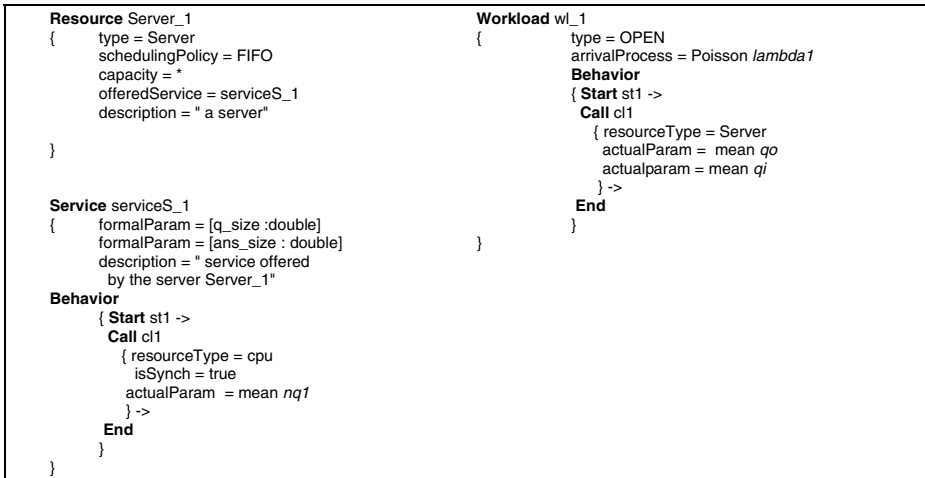 Resource Server_1
{ type = Server
schedulingPolicy = FIFO
capacity = *
offeredService = serviceS_1
description = " a server"
}
Service serviceS_1
{ formalParam = [q_size :double]
formalParam = [ans_size : double]
description = " service offered
by the server Server_1"
Behavior
{ Start st1 ->
Call cl1
{ resourceType = cpu
isSynch = true
actualParam = mean nq1
} ->
End
}
}
Workload wl_1
{ type = OPEN
arrivalProcess = Poisson lambda1
Behavior
{ Start st1 ->
Call cl1
{ resourceType = Server
actualParam = mean qo
actualparam = mean qi
} ->
End
}
}